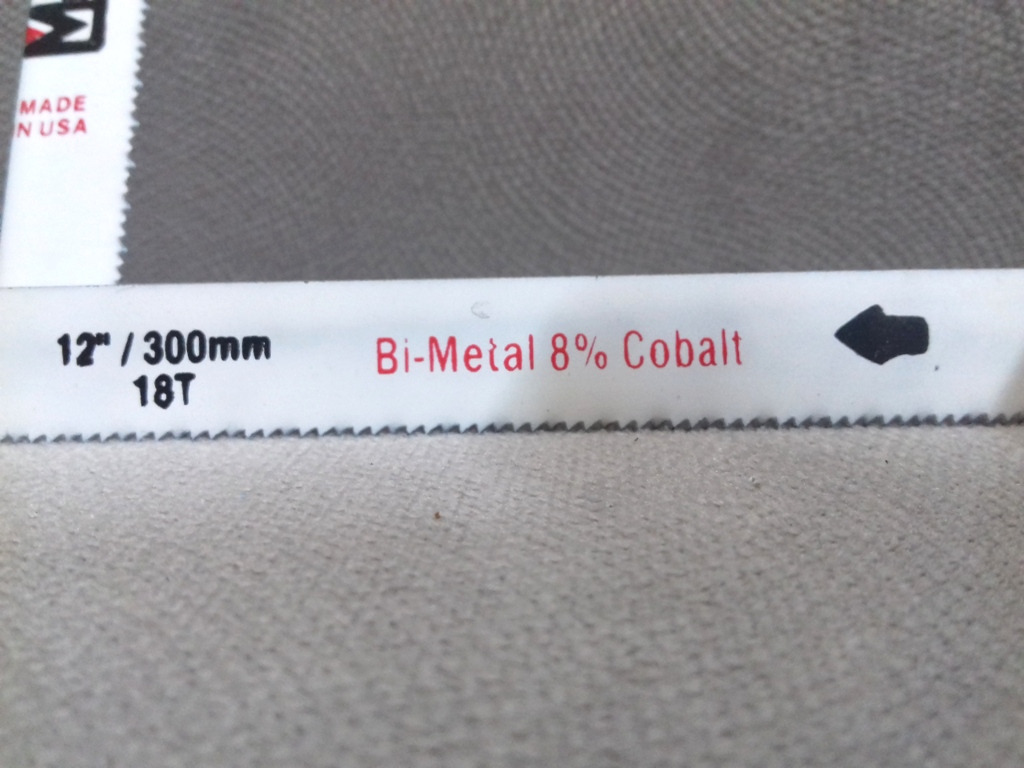 MADE
N USA
12" / 300mm
18T
Bi-Metal 8% Cobalt